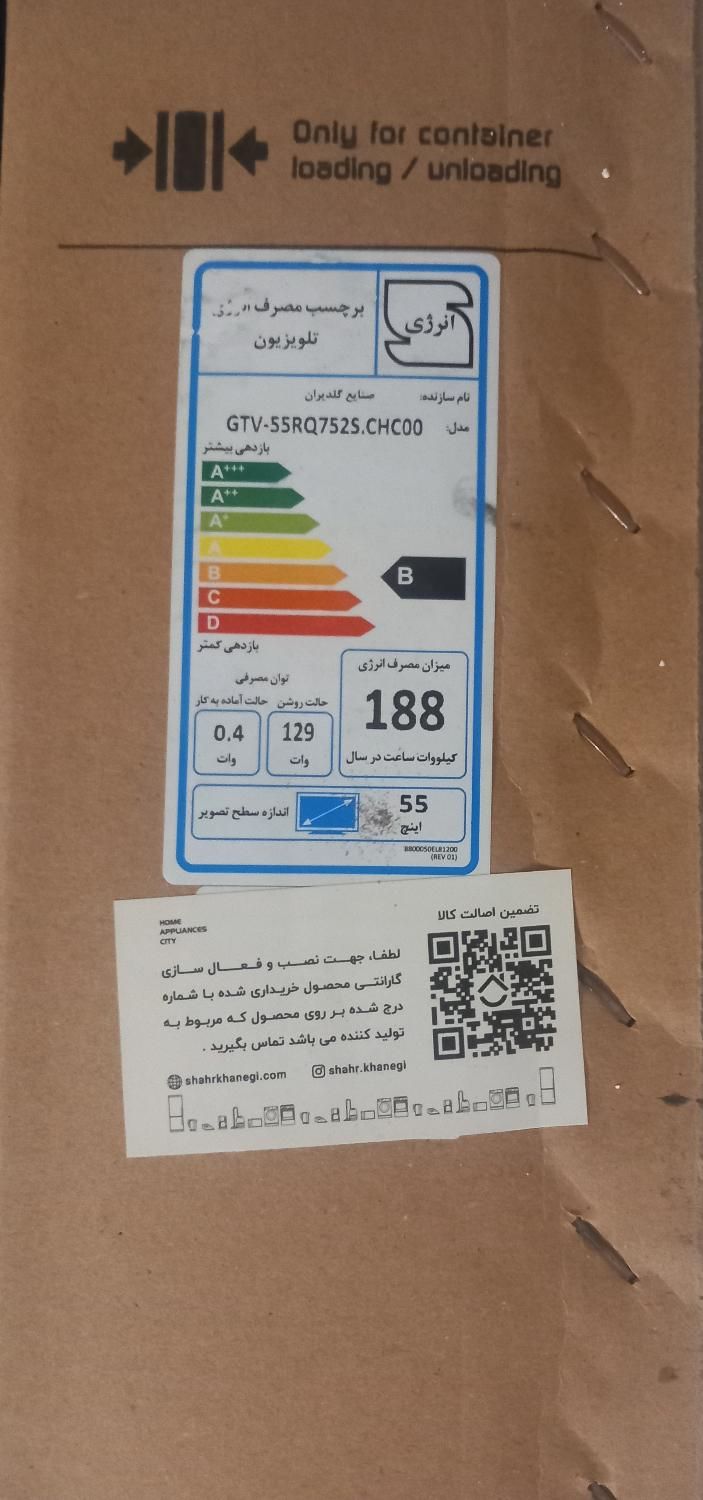 Only for container
loading / unloading
برچسب مصرف
تلویزیون
انرژی
نام سازنده: صنایع گلدیران
مدل: GTV-55RQ752S.CHC00
بازدهی بیشتر
A+++
A++
A+
A
B
B
C
D
بازدهی کمتر
میزان مصرف انرژی
188
کیلووات ساعت در سال
توان مصرفی
حالت روشن
129
وات
حالت آماده به کار
0.4
وات
55
اینچ
اندازه سطح تصویر
B800050EL81200
(REV 01)
HOME
APPLIANCES
CITY
تضمین اصالت کالا
لطفا، جهت نصب و فعال سازی
گارانتی محصول خریداری شده با شماره
درج شده بر روی محصول که مربوط به
تولید کننده می باشد تماس بگیرید .
shahrkhanegi.com
shahr.khanegi